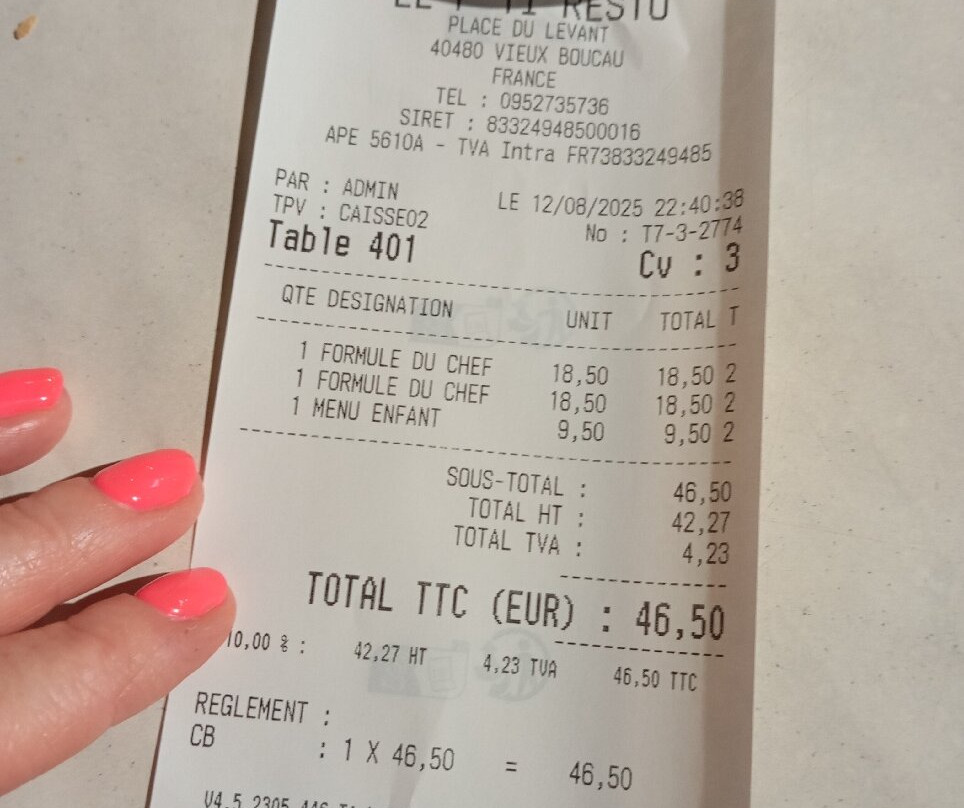 RESTO
PLACE DU LEVANT
40480 VIEUX BOUCAU
FRANCE
TEL : 0952735736
SIRET : 83324948500016
APE 5610A - TVA Intra FR73833249485
PAR : ADMIN LE 12/08/2025 22:40:38
TPV : CAISSE02 No : T7-3-2774
Table 401 Cv : 3
QTE DESIGNATION UNIT TOTAL T
1 FORMULE DU CHEF 18,50 18,50 2
1 FORMULE DU CHEF 18,50 18,50 2
1 MENU ENFANT 9,50 9,50 2
SOUS-TOTAL : 46,50
TOTAL HT : 42,27
TOTAL TVA : 4,23
TOTAL TTC (EUR) : 46,50
10,00 % : 42,27 HT 4,23 TVA 46,50 TTC
REGLEMENT :
CB : 1 X 46,50 = 46,50